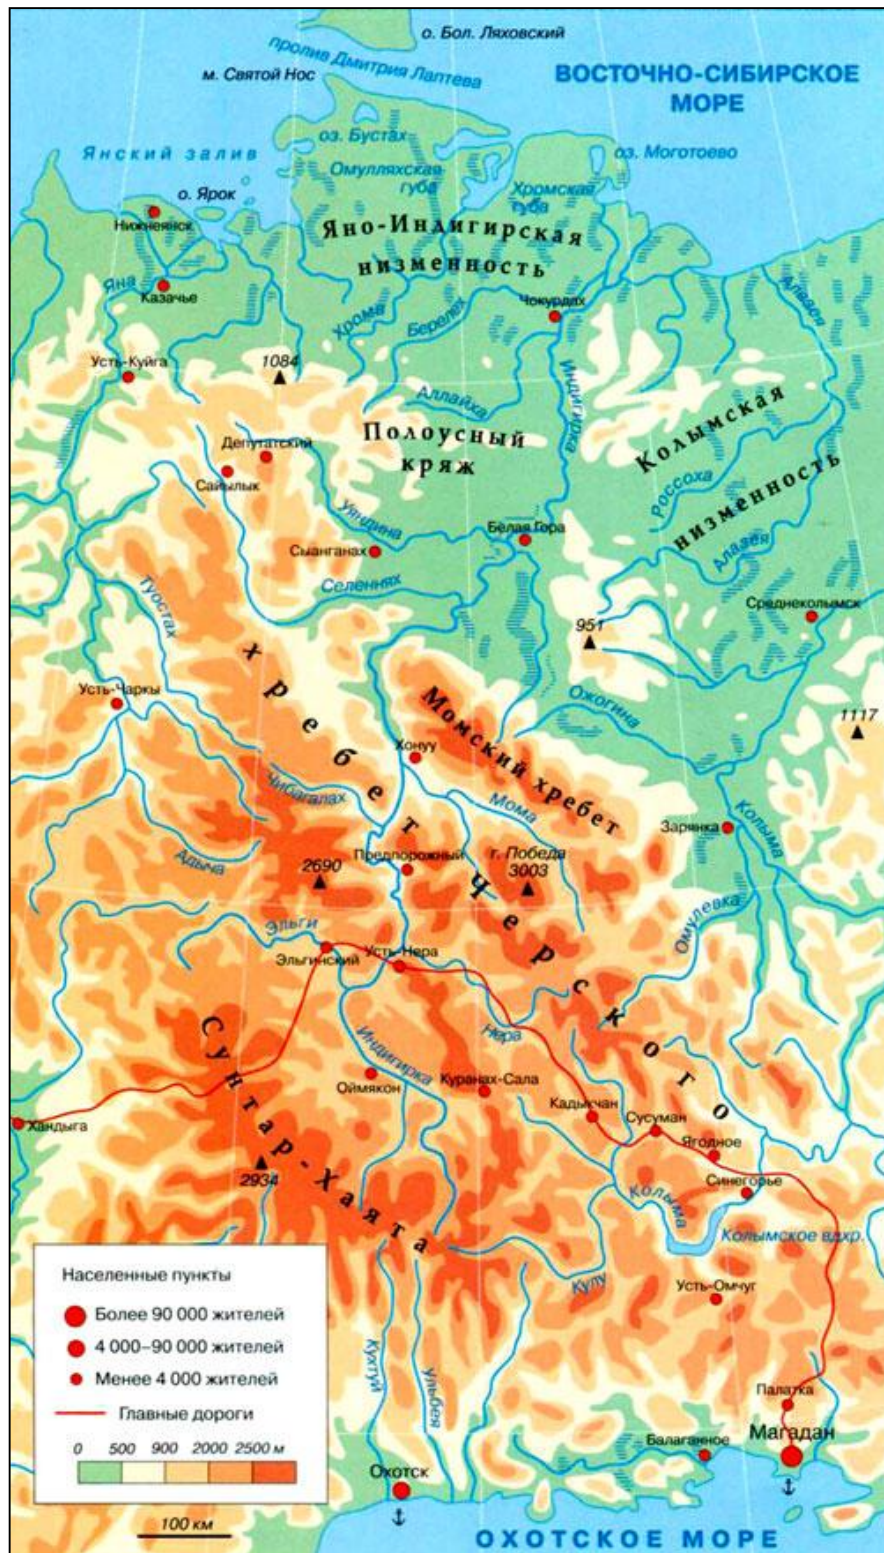 о. Бол. Ляховский
пролив Дмитрия Лаптева
м. Святой Нос
ВОСТОЧНО-СИБИРСКОЕ
МОРЕ
оз. Бустах
Янский залив
Омулляхская
губа
оз. Моготоево
Хромская
губа
о. Ярок
Нижнеянск
Яно-Индигирская
низменность
Яна
Казачье
Хрома
Берелех
Чокурдах
Алазея
Усть-Куйга
1084
Аллайха
Индигирка
Полоусный
кряж
Колымская
низменность
Депутатский
Сайылык
Россоха
Уяндина
Белая Гора
Алазея
Сыанганах
Селеннях
Туостах
Среднеколымск
951
хребет Черского
Усть-Чаркы
Момский хребет
Ожогина
1117
Хонуу
Чибагалах
Мома
Зарянка
Колыма
Адыча
2690
Предпорожный
г. Победа
3003
Омулевка
Эльги
Эльгинский
Усть-Нера
Нера
Сунтар-Хаята
Индигирка
Оймякон
Куранах-Сала
Кадыкчан
Сусуман
Хандыга
Ягодное
2934
Синегорье
Колыма
Колымское вдхр.
Кулу
Усть-Омчуг
Населенные пункты
Более 90 000 жителей
4 000–90 000 жителей
Менее 4 000 жителей
Главные дороги
0 500 900 2000 2500 м
Кухтуй
Ульбея
Палатка
Магадан
Балаганное
Охотск
100 км
ОХОТСКОЕ МОРЕ